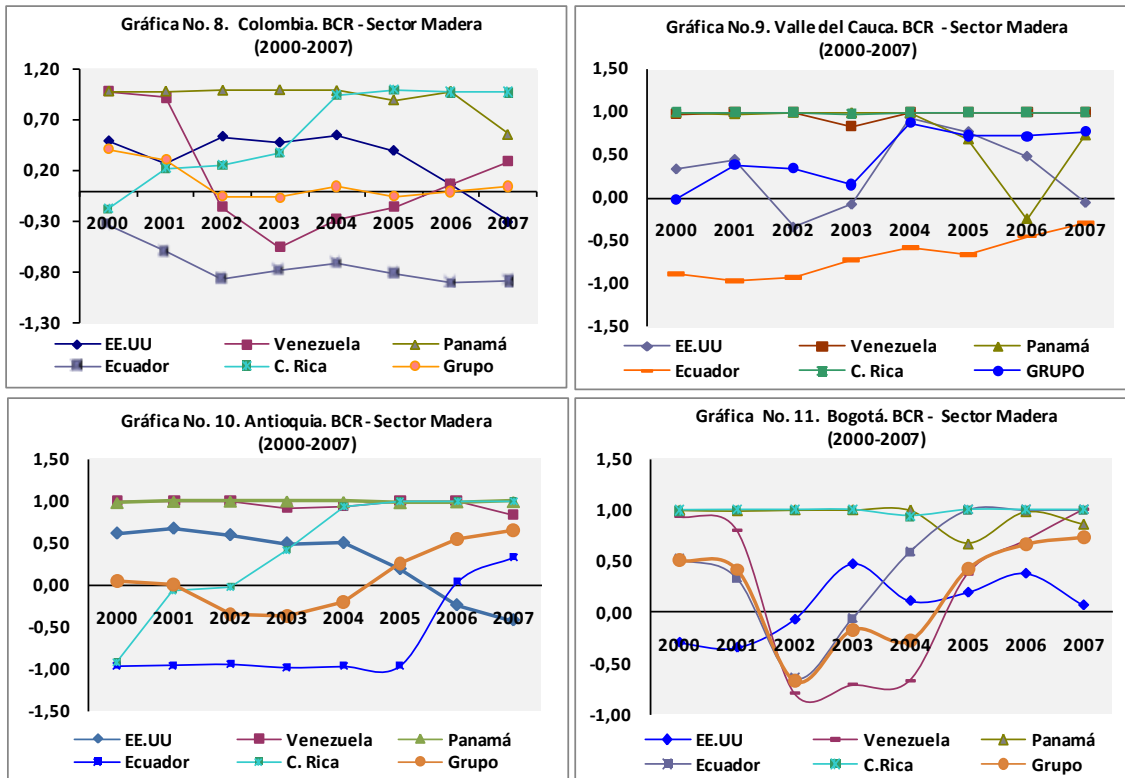 Gráfica No. 8. Colombia. BCR - Sector Madera
(2000-2007)
1,20
0,70
0,20
-0,30
-0,80
-1,30
2000 2001 2002 2003 2004 2005 2006 2007
EE.UU Venezuela Panamá
Ecuador C. Rica Grupo
Gráfica No.9. Valle del Cauca. BCR - Sector Madera
(2000-2007)
1,50
1,00
0,50
0,00
-0,50
-1,00
-1,50
2000 2001 2002 2003 2004 2005 2006 2007
EE.UU Venezuela Panamá
Ecuador C. Rica GRUPO
Gráfica No. 10. Antioquia. BCR - Sector Madera
(2000-2007)
1,50
1,00
0,50
0,00
-0,50
-1,00
-1,50
2000 2001 2002 2003 2004 2005 2006 2007
EE.UU Venezuela Panamá
Ecuador C.Rica Grupo
Gráfica No. 11. Bogotá. BCR - Sector Madera
(2000-2007)
1,50
1,00
0,50
0,00
-0,50
-1,00
2000 2001 2002 2003 2004 2005 2006 2007
EE.UU Venezuela Panamá
Ecuador C.Rica Grupo